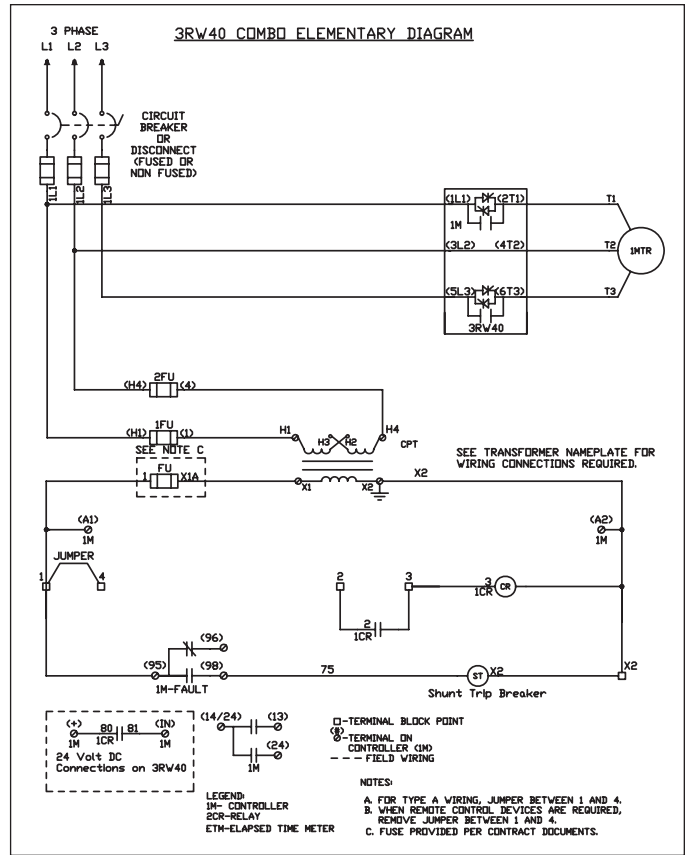 3RW40 COMBO ELEMENTARY DIAGRAM
3 PHASE
L1 L2 L3
CIRCUIT
BREAKER
OR
DISCONNECT
(FUSED OR
NON FUSED)
1L1
1L2
1L3
(1L1) (2T1)
1M
T1
(3L2) (4T2)
T2
1MTR
(5L3) (6T3)
T3
3RW40
2FU
(H4) (4)
1FU
(H1) (1)
H1
H3 H2
H4
CPT
SEE NOTE C
FU
1 X1A
X1
X2
X2
SEE TRANSFORMER NAMEPLATE FOR
WIRING CONNECTIONS REQUIRED.
(A1)
1M
(A2)
1M
JUMPER
1 4
2 3
3
CR
1CR
2
1CR
(96)
(95) (98)
1M-FAULT
75
ST
X2
X2
Shunt Trip Breaker
(+)
1M
80 81
1CR
(IN)
1M
24 Volt DC
Connections on 3RW40
(14/24) (13)
(24)
1M
-TERMINAL BLOCK POINT
(#)
-TERMINAL ON
CONTROLLER (1M)
---- FIELD WIRING
LEGEND:
1M- CONTROLLER
2CR-RELAY
ETM-ELAPSED TIME METER
NOTES:
A. FOR TYPE A WIRING, JUMPER BETWEEN 1 AND 4.
B. WHEN REMOTE CONTROL DEVICES ARE REQUIRED,
REMOVE JUMPER BETWEEN 1 AND 4.
C. FUSE PROVIDED PER CONTRACT DOCUMENTS.